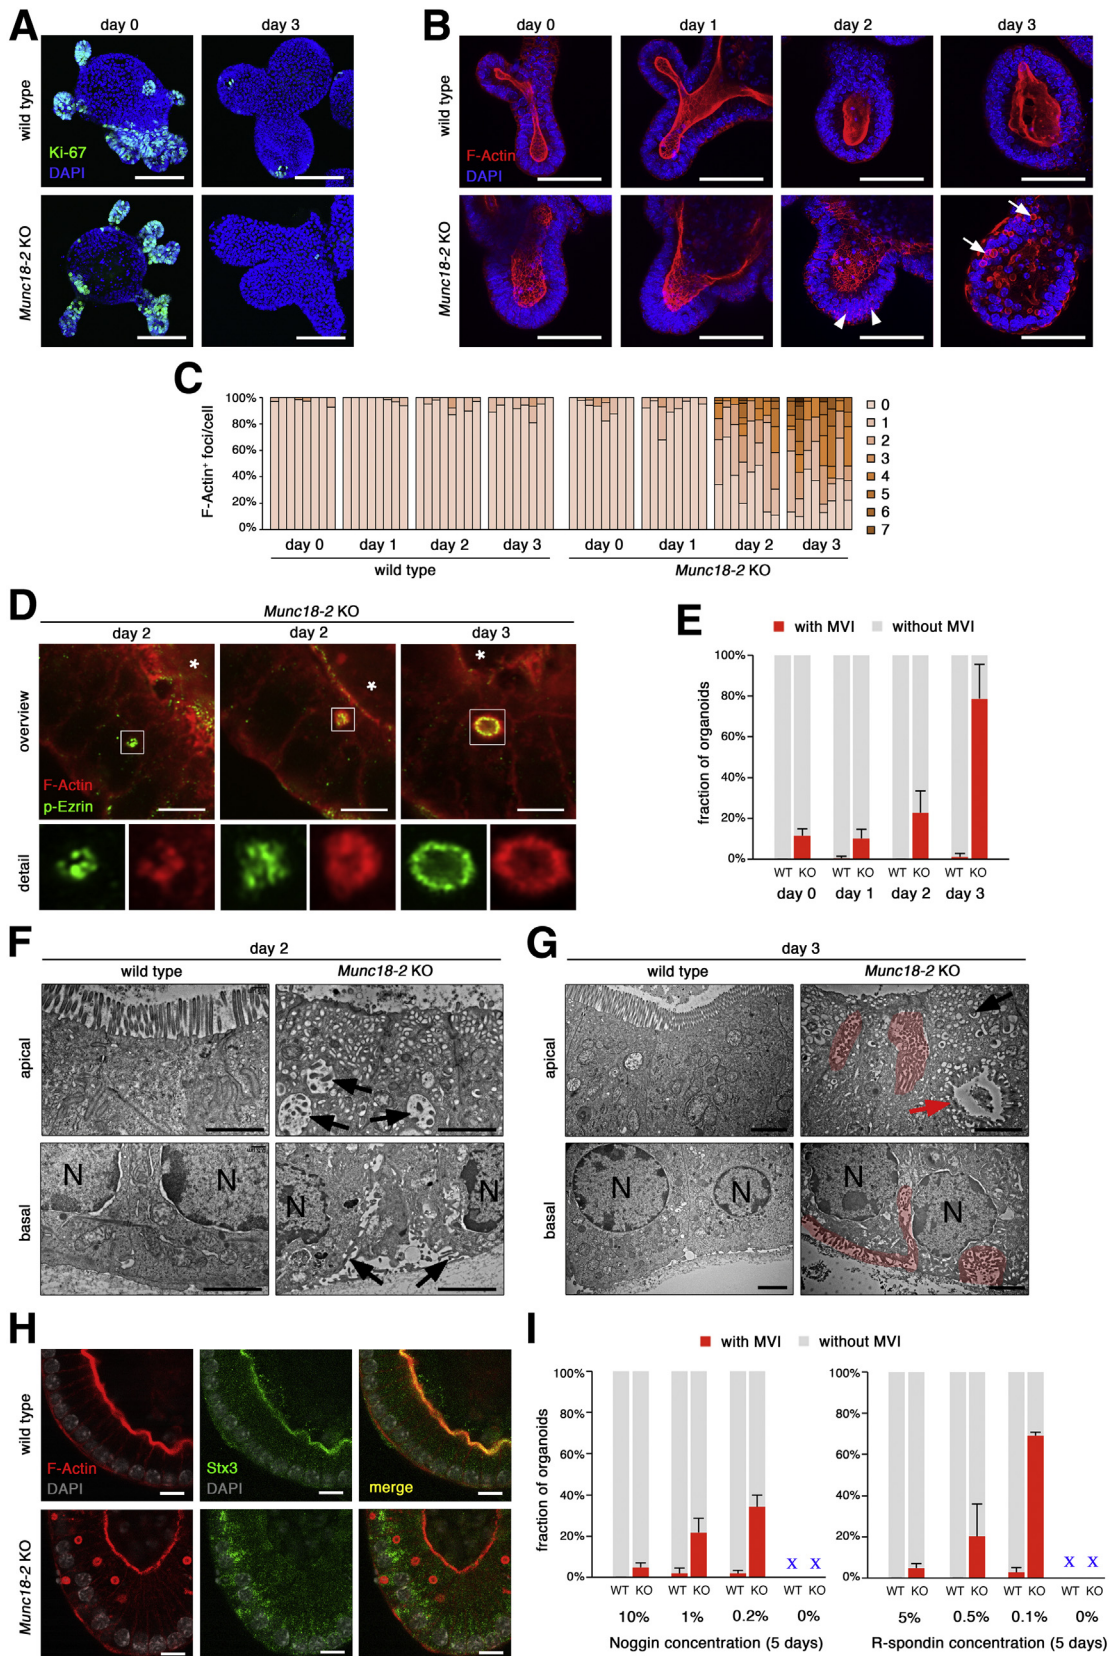 A
day 0
day 3
wild type
Ki-67
DAPI
Munc18-2 KO
B
day 0
day 1
day 2
day 3
wild type
F-Actin
DAPI
Munc18-2 KO
C
F-Actin⁺ foci/cell
100%
80%
60%
40%
20%
0%
0
1
2
3
4
5
6
7
day 0 day 1 day 2 day 3 day 0 day 1 day 2 day 3
wild type Munc18-2 KO
D
Munc18-2 KO
day 2 day 2 day 3
overview
*
*
*
F-Actin
p-Ezrin
detail
E
with MVI without MVI
fraction of organoids
100%
80%
60%
40%
20%
0%
WT KO WT KO WT KO WT KO
day 0 day 1 day 2 day 3
F
day 2
wild type Munc18-2 KO
apical
basal
N N N N
G
day 3
wild type Munc18-2 KO
apical
basal
N N N N
H
wild type
F-Actin
DAPI
Stx3
merge
Munc18-2 KO
I
with MVI without MVI
fraction of organoids
100%
80%
60%
40%
20%
0%
x x
WT KO WT KO WT KO WT KO
10% 1% 0.2% 0%
Noggin concentration (5 days)
100%
80%
60%
40%
20%
0%
x x
WT KO WT KO WT KO WT KO
5% 0.5% 0.1% 0%
R-spondin concentration (5 days)